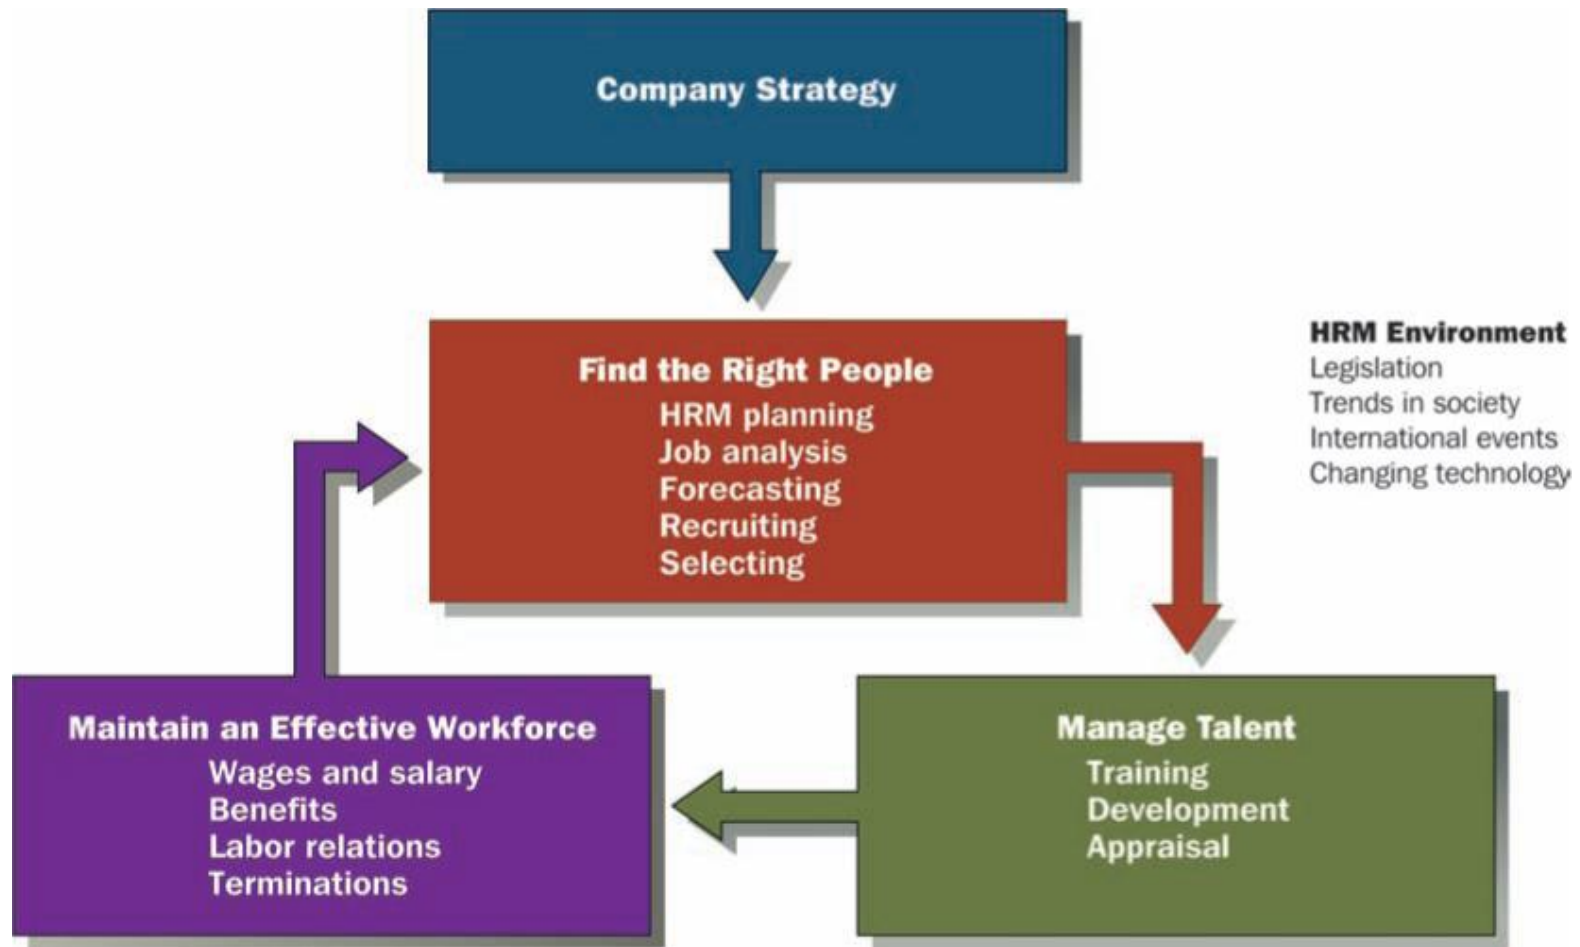 Company Strategy
Find the Right People
HRM planning
Job analysis
Forecasting
Recruiting
Selecting
HRM Environment
Legislation
Trends in society
International events
Changing technology
Maintain an Effective Workforce
Wages and salary
Benefits
Labor relations
Terminations
Manage Talent
Training
Development
Appraisal